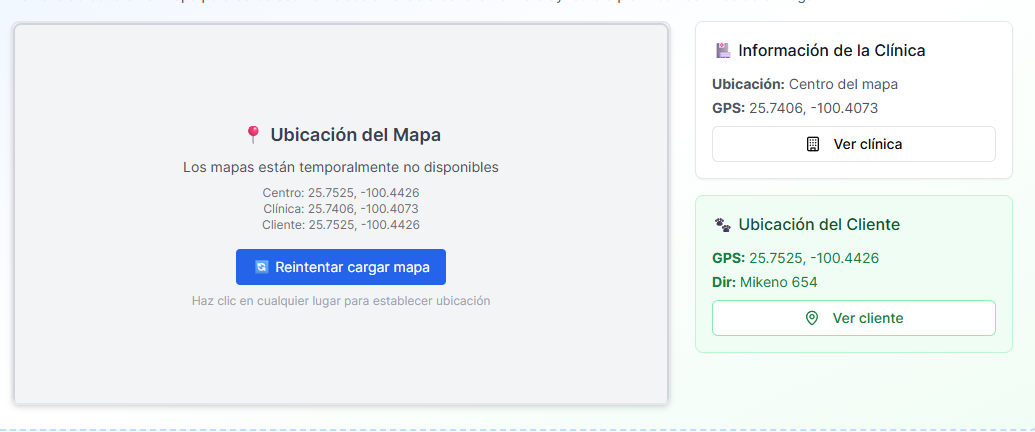 Ubicación del Mapa
Los mapas están temporalmente no disponibles
Centro: 25.7525, -100.4426
Clínica: 25.7406, -100.4073
Cliente: 25.7525, -100.4426
Reintentar cargar mapa
Haz clic en cualquier lugar para establecer ubicación
Información de la Clínica
Ubicación: Centro del mapa
GPS: 25.7406, -100.4073
Ver clínica
Ubicación del Cliente
GPS: 25.7525, -100.4426
Dir: Mikeno 654
Ver cliente